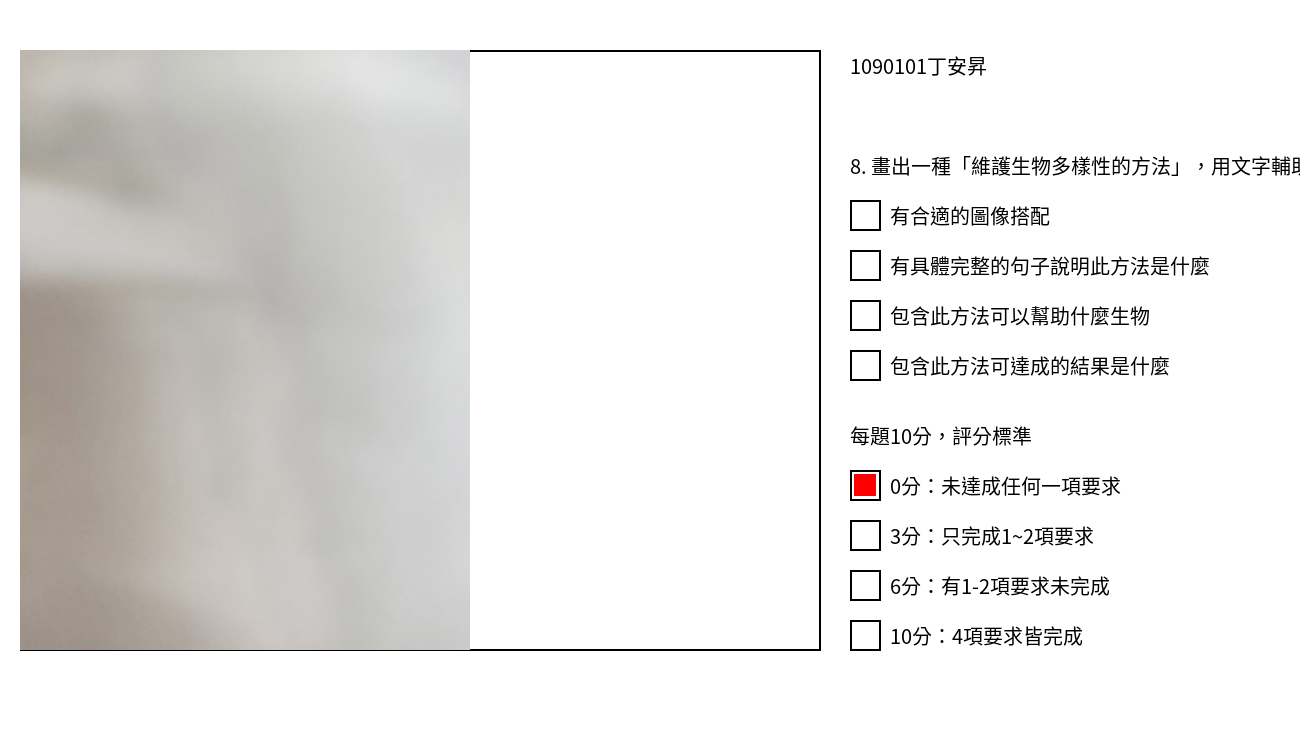 1090101丁安昇
8. 畫出一種「維護生物多樣性的方法」，用文字輔
有合適的圖像搭配
有具體完整的句子說明此方法是什麼
包含此方法可以幫助什麼生物
包含此方法可達成的結果是什麼
每題10分，評分標準
0分：未達成任何一項要求
3分：只完成1~2項要求
6分：有1-2項要求未完成
10分：4項要求皆完成